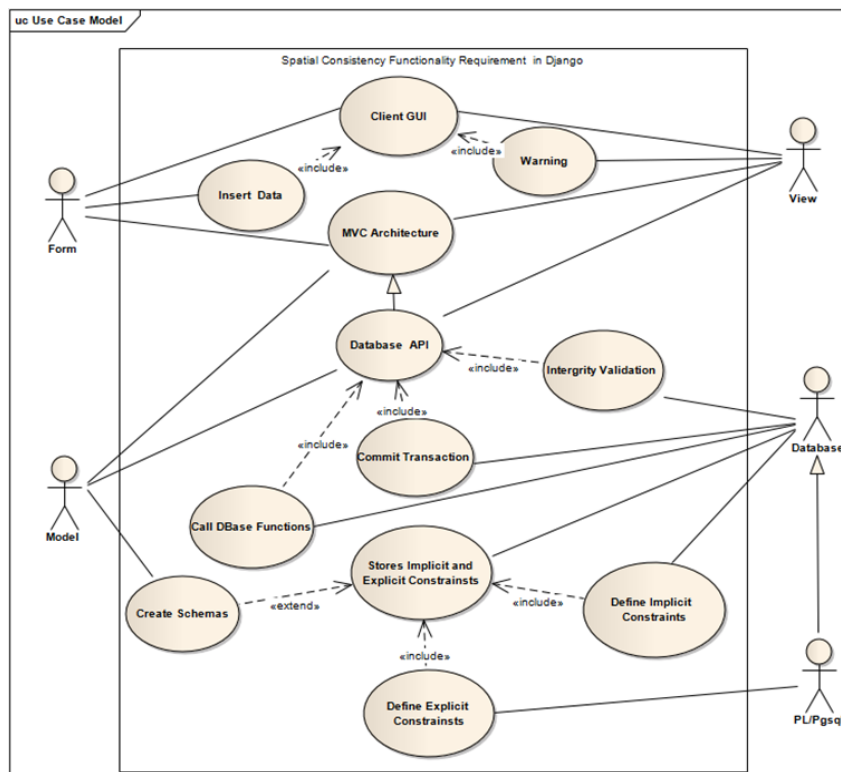 uc Use Case Model
Spatial Consistency Functionality Requirement in Django
Client GUI
«include»
«include»
Warning
Insert Data
Form
View
MVC Architecture
Database API
«include»
Intergrity Validation
«include»
«include»
Database
Commit Transaction
Call DBase Functions
Model
Stores Implicit and
Explicit Constrainsts
Create Schemas
«extend»
«include»
Define Implicit
Constraints
«include»
Define Explicit
Constrainsts
PL/Pgsq